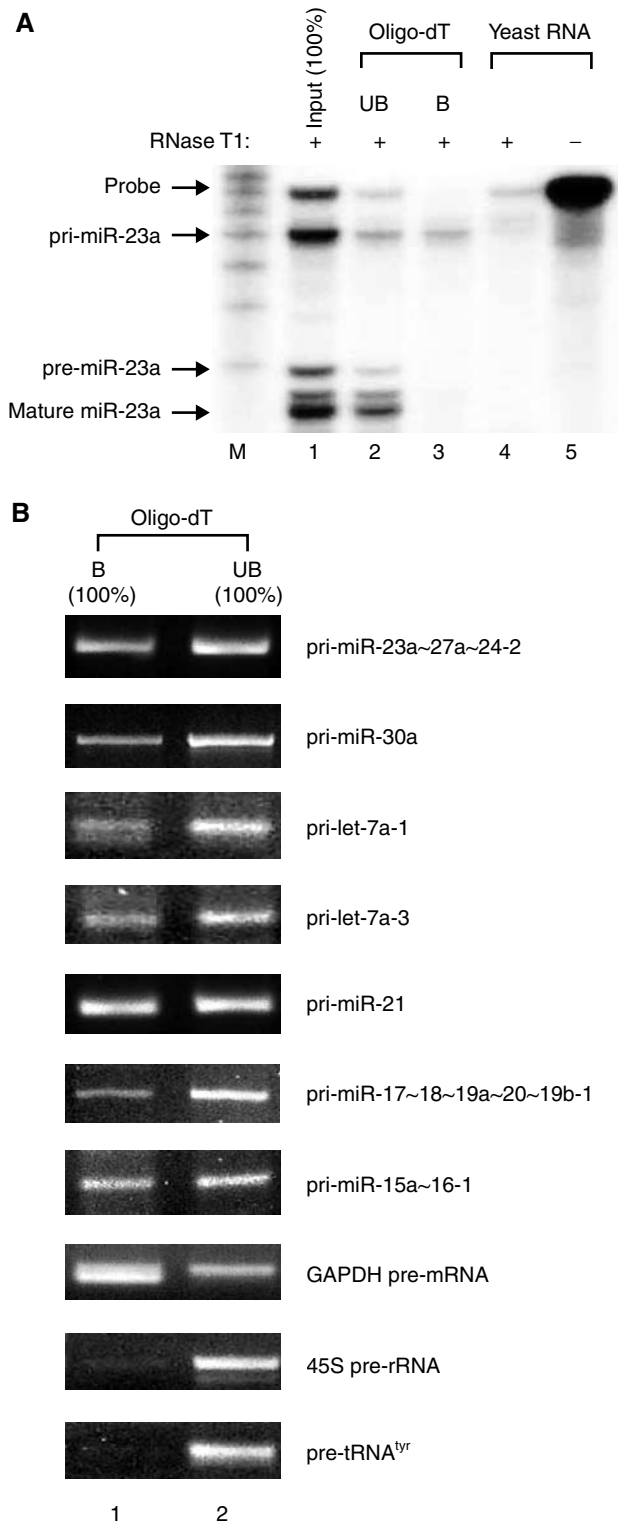 A
Input (100%)
Oligo-dT
Yeast RNA
UB
B
RNase T1:
+
+
+
+
–
Probe
pri-miR-23a
pre-miR-23a
Mature miR-23a
M
1
2
3
4
5
B
Oligo-dT
B
(100%)
UB
(100%)
pri-miR-23a~27a~24-2
pri-miR-30a
pri-let-7a-1
pri-let-7a-3
pri-miR-21
pri-miR-17~18~19a~20~19b-1
pri-miR-15a~16-1
GAPDH pre-mRNA
45S pre-rRNA
pre-tRNAtyr
1
2